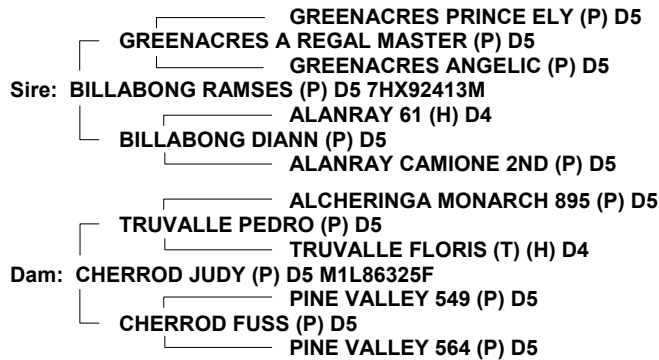 GREENACRES PRINCE ELY (P) D5
GREENACRES A REGAL MASTER (P) D5
GREENACRES ANGELIC (P) D5
Sire: BILLABONG RAMSES (P) D5 7HX92413M
ALANRAY 61 (H) D4
BILLABONG DIANN (P) D5
ALANRAY CAMIONE 2ND (P) D5
ALCHERINGA MONARCH 895 (P) D5
TRUVALLE PEDRO (P) D5
TRUVALLE FLORIS (T) (H) D4
Dam: CHERROD JUDY (P) D5 M1L86325F
PINE VALLEY 549 (P) D5
CHERROD FUSS (P) D5
PINE VALLEY 564 (P) D5